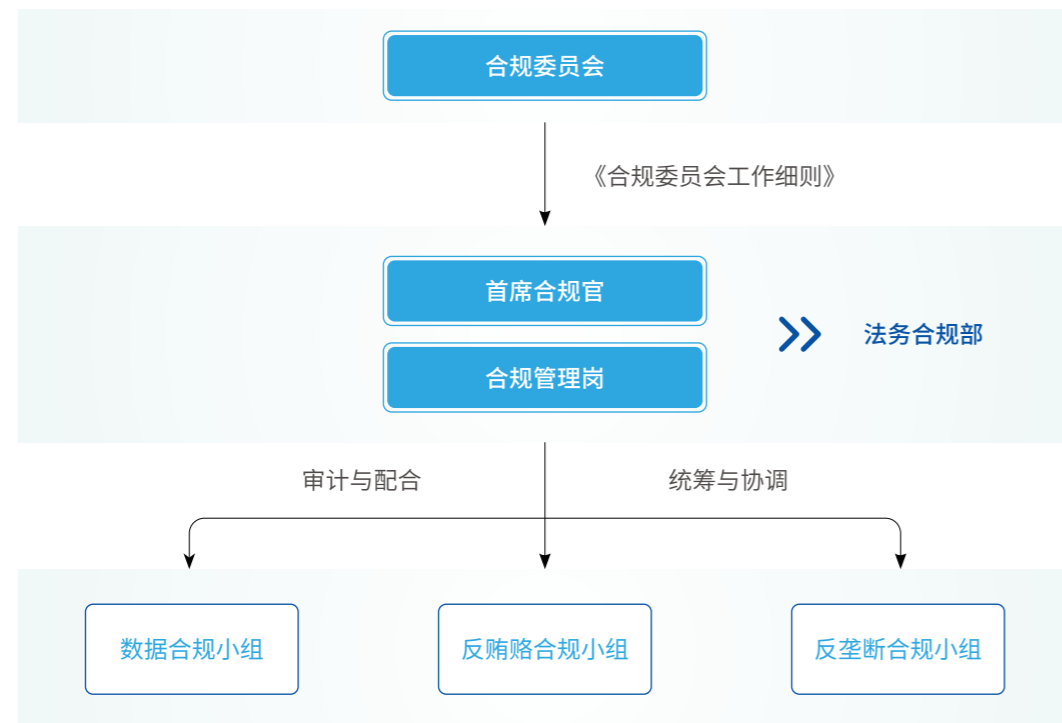 合规委员会
《合规委员会工作细则》
首席合规官
合规管理岗
法务合规部
审计与配合
统筹与协调
数据合规小组
反贿赂合规小组
反垄断合规小组